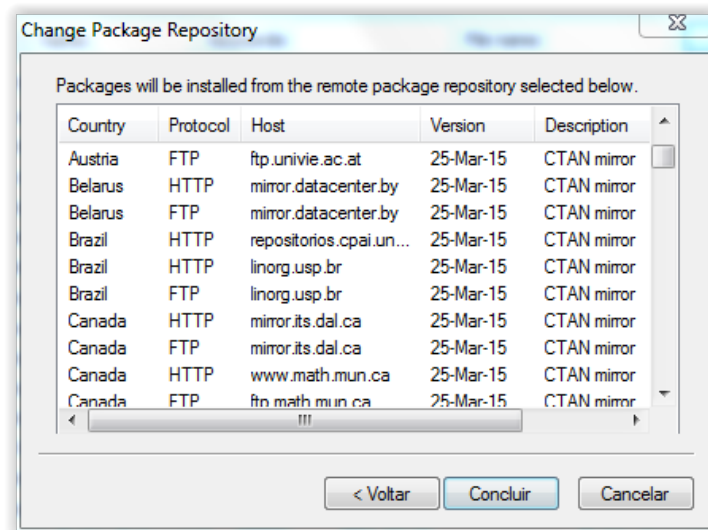 Change Package Repository
Packages will be installed from the remote package repository selected below.
Country Protocol Host Version Description
Austria FTP ftp.univie.ac.at 25-Mar-15 CTAN mirror
Belarus HTTP mirror.datacenter.by 25-Mar-15 CTAN mirror
Belarus FTP mirror.datacenter.by 25-Mar-15 CTAN mirror
Brazil HTTP repositorios.cpai.un... 25-Mar-15 CTAN mirror
Brazil HTTP linorg.usp.br 25-Mar-15 CTAN mirror
Brazil FTP linorg.usp.br 25-Mar-15 CTAN mirror
Canada HTTP mirror.its.dal.ca 25-Mar-15 CTAN mirror
Canada FTP mirror.its.dal.ca 25-Mar-15 CTAN mirror
Canada HTTP www.math.mun.ca 25-Mar-15 CTAN mirror
Canada FTP ftp.math.mun.ca 25-Mar-15 CTAN mirror
< Voltar Concluir Cancelar